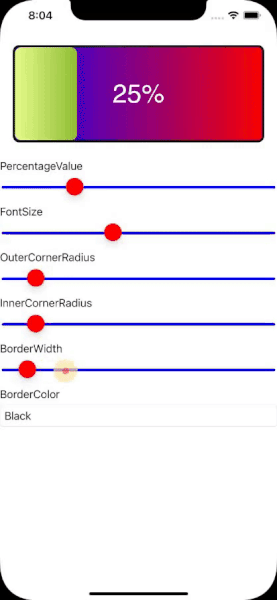 8:04
25%
PercentageValue
FontSize
OuterCornerRadius
InnerCornerRadius
BorderWidth
BorderColor
Black